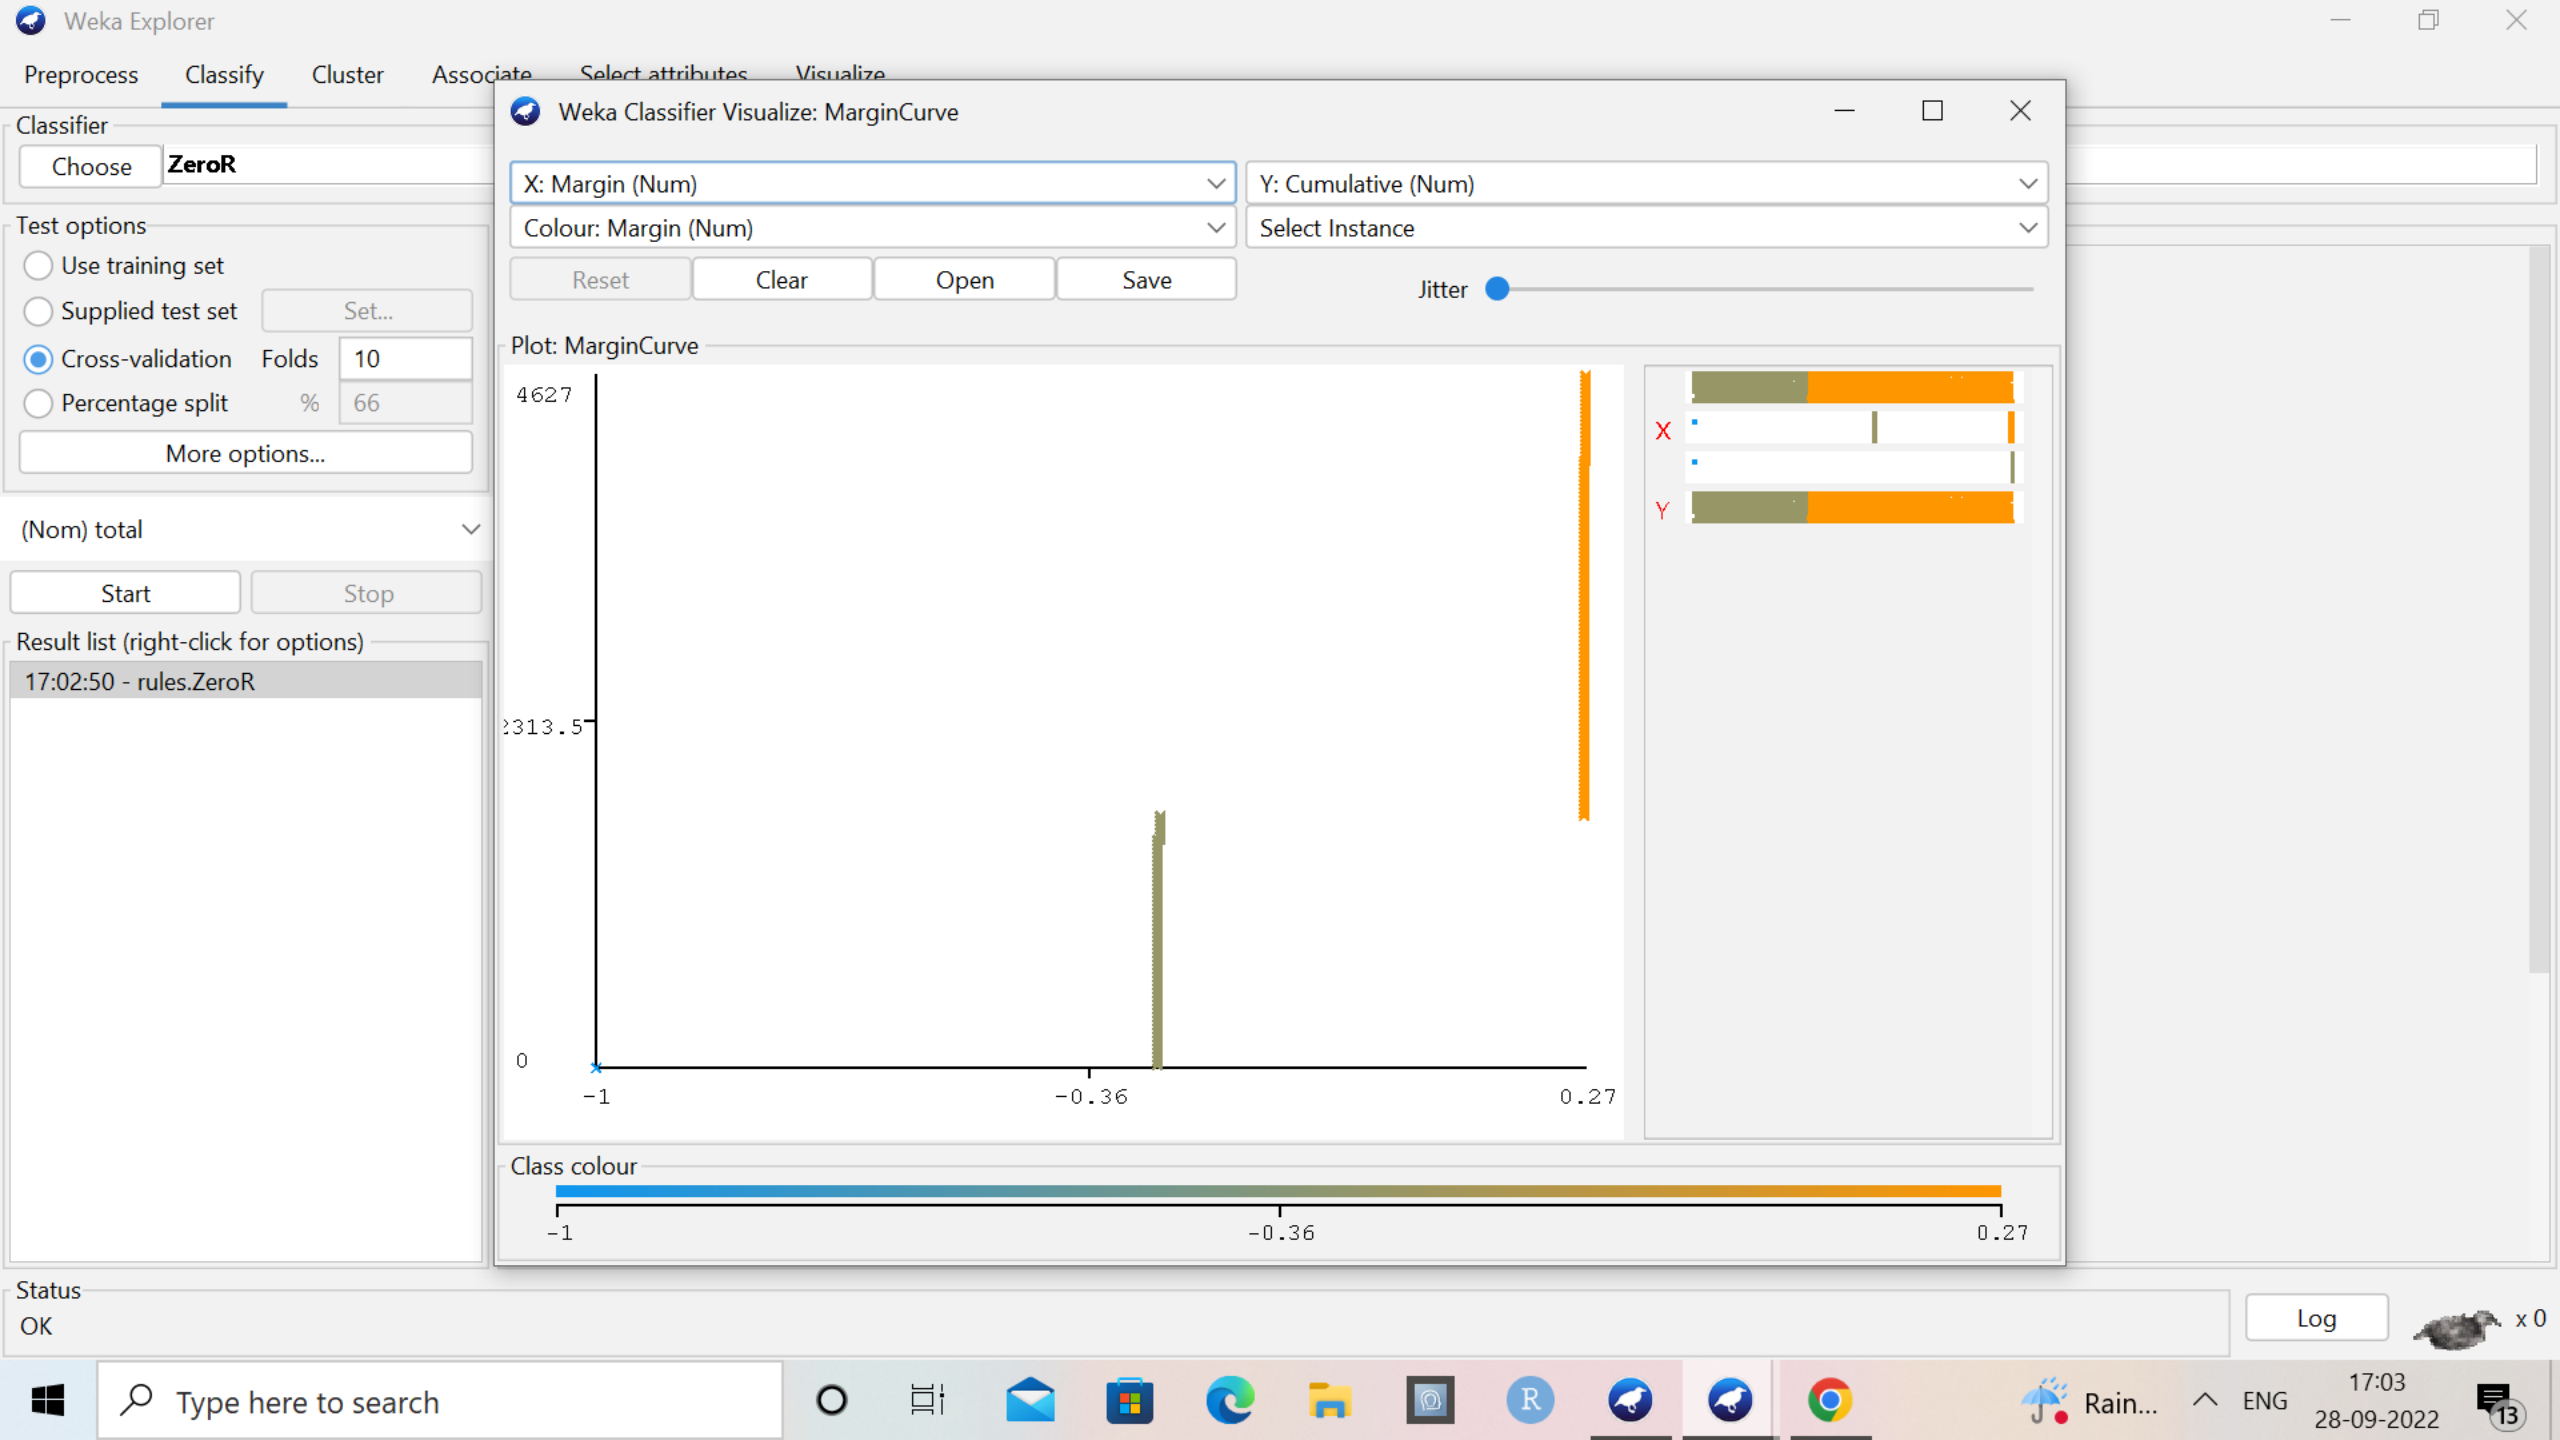 Weka Explorer
Preprocess Classify Cluster Associate Select attributes Visualize
Weka Classifier Visualize: MarginCurve
Classifier
Choose ZeroR
X: Margin (Num) Y: Cumulative (Num)
Colour: Margin (Num) Select Instance
Reset Clear Open Save Jitter
Test options
Use training set
Supplied test set Set...
Cross-validation Folds 10
Percentage split % 66
More options...
(Nom) total
Start Stop
Result list (right-click for options)
17:02:50 - rules.ZeroR
Plot: MarginCurve
4627
2313.5
0
-1 -0.36 0.27
X
Y
Class colour
-1 -0.36 0.27
Status
OK
Log x 0
Type here to search
R
Rain... ENG 17:03
28-09-2022
13